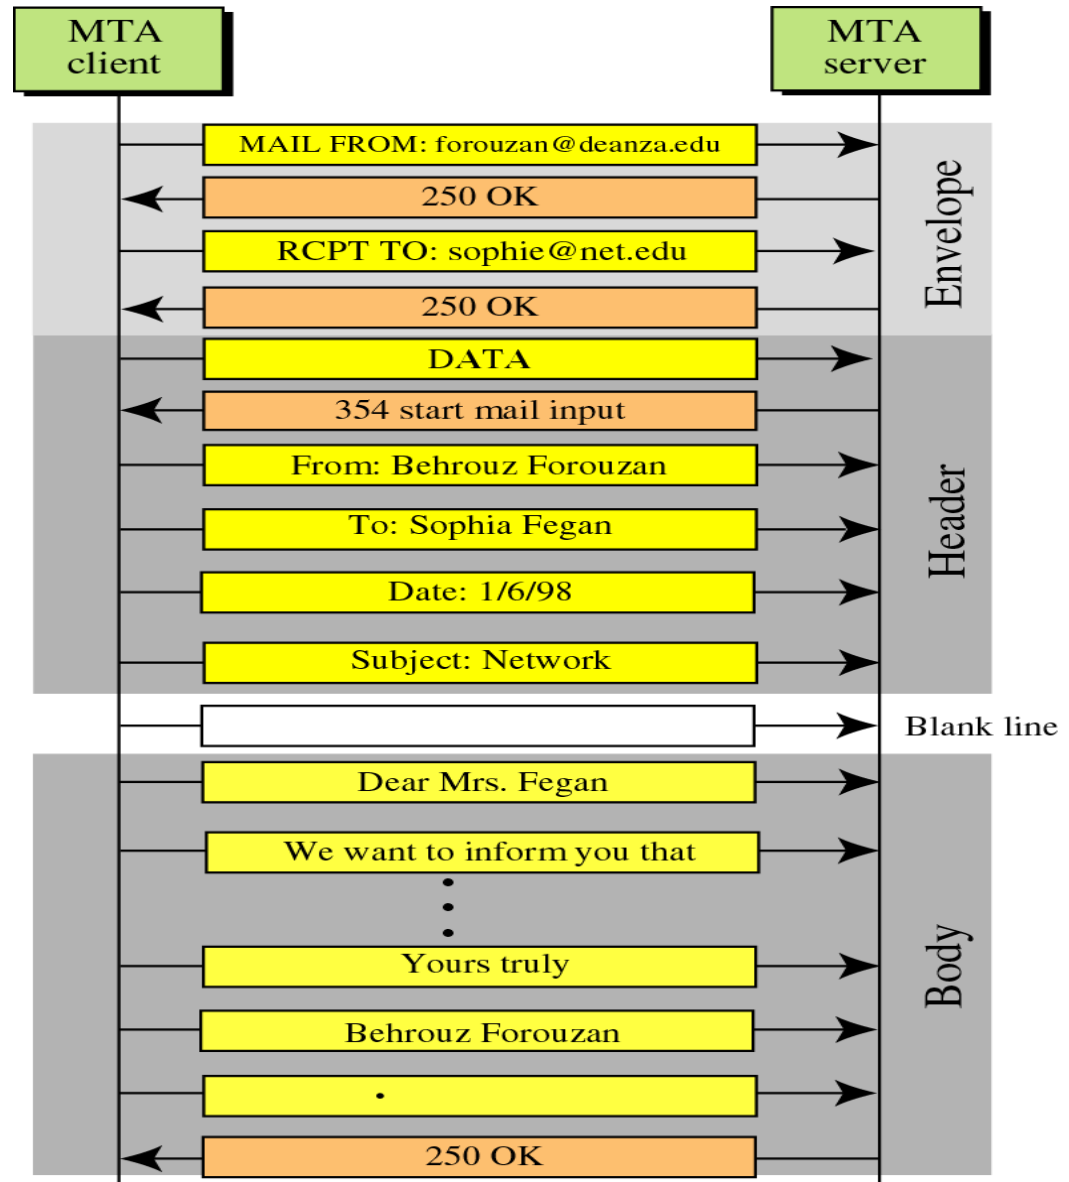 MTA
client
MTA
server
MAIL FROM: forouzan@deanza.edu
250 OK
RCPT TO: sophie@net.edu
250 OK
Envelope
DATA
354 start mail input
From: Behrouz Forouzan
To: Sophia Fegan
Date: 1/6/98
Subject: Network
Header
Blank line
Dear Mrs. Fegan
We want to inform you that
Yours truly
Behrouz Forouzan
.
250 OK
Body